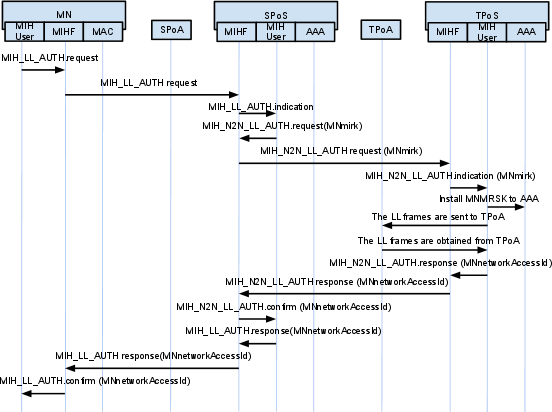 MN
SPoS
TPoS
MIH User
MIHF
MAC
SPoA
MIHF
MIH User
AAA
TPoA
MIHF
MIH User
AAA
MIH_LL_AUTH.request
MIH_LL_AUTH request
MIH_LL_AUTH.indication
MIH_N2N_LL_AUTH.request(MNmirk)
MIH_N2N_LL_AUTH request (MNmirk)
MIH_N2N_LL_AUTH.indication (MNmirk)
Install MNMRSK to AAA
The LL frames are sent to TPoA
The LL frames are obtained from TPoA
MIH_N2N_LL_AUTH.response (MNnetworkAccessId)
MIH_N2N_LL_AUTH response (MNnetworkAccessId)
MIH_N2N_LL_AUTH.confirm (MNnetworkAccessId)
MIH_LL_AUTH.response(MNnetworkAccessId)
MIH_LL_AUTH response(MNnetworkAccessId)
MIH_LL_AUTH.confirm (MNnetworkAccessId)